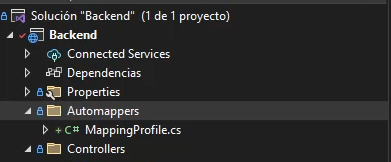 Solución "Backend" (1 de 1 proyecto)
Backend
Connected Services
Dependencias
Properties
Automappers
+ C# MappingProfile.cs
Controllers